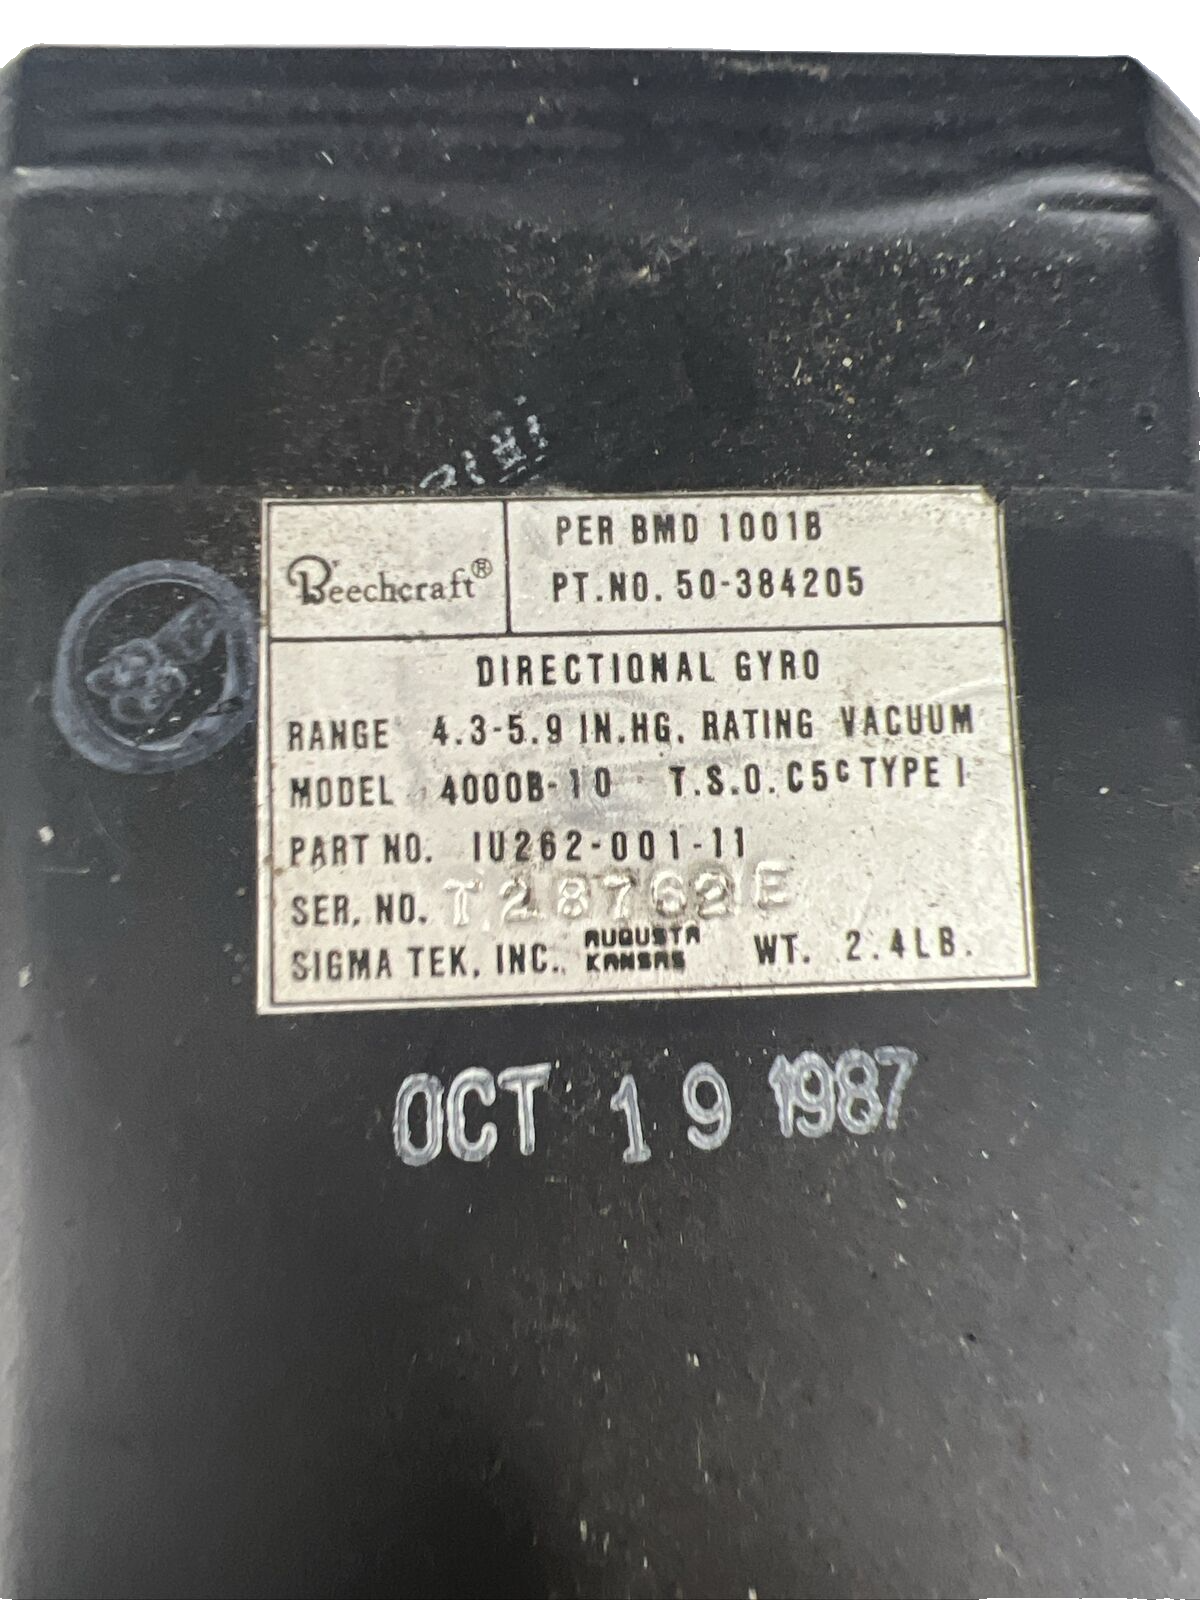 Beechcraft®
PER BMD 1001B
PT.NO. 50-384205
DIRECTIONAL GYRO
RANGE 4.3-5.9 IN.HG. RATING VACUUM
MODEL 4000B-10 T.S.O. C5c TYPE I
PART NO. 1U262-001-11
SER. NO. T28762E
SIGMA TEK, INC. AUGUSTA KANSAS WT. 2.4LB.
OCT 19 1987